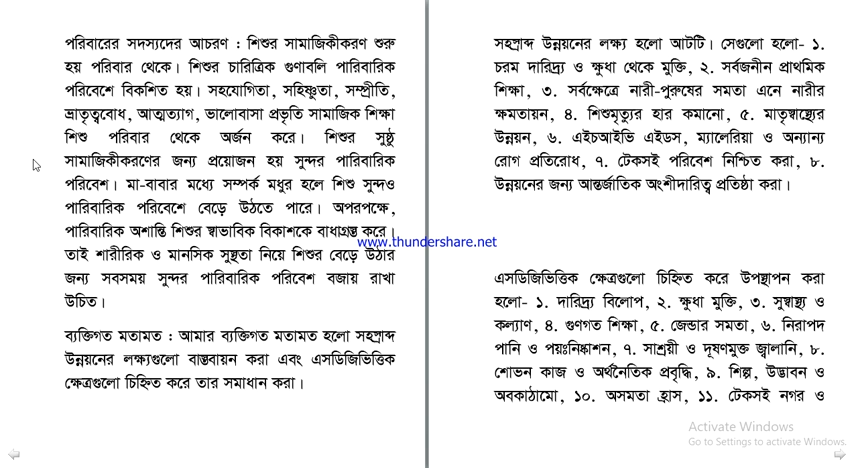 পরিবারের সদস্যদের আচরণ : শিশুর সামাজিকীকরণ শুরু
হয় পরিবার থেকে। শিশুর চারিত্রিক গুণাবলি পারিবারিক
পরিবেশে বিকশিত হয়। সহযোগিতা, সহিষ্ণুতা, সম্প্রীতি,
ভ্রাতৃত্ববোধ, আত্মত্যাগ, ভালোবাসা প্রভৃতি সামাজিক শিক্ষা
শিশু পরিবার থেকে অর্জন করে। শিশুর সুষ্ঠু
সামাজিকীকরণের জন্য প্রয়োজন হয় সুন্দর পারিবারিক
পরিবেশ। মা-বাবার মধ্যে সম্পর্ক মধুর হলে শিশু সুন্দও
পারিবারিক পরিবেশে বেড়ে উঠতে পারে। অপরপক্ষে,
পারিবারিক অশান্তি শিশুর স্বাভাবিক বিকাশকে বাধাগ্রস্ত করে।
তাই শারীরিক ও মানসিক সুস্থতা নিয়ে শিশুর বেড়ে উঠার
জন্য সবসময় সুন্দর পারিবারিক পরিবেশ বজায় রাখা
উচিত।
ব্যক্তিগত মতামত : আমার ব্যক্তিগত মতামত হলো সহস্রাব্দ
উন্নয়নের লক্ষ্যগুলো বাস্তবায়ন করা এবং এসডিজিভিত্তিক
ক্ষেত্রগুলো চিহ্নিত করে তার সমাধান করা।
www.thundershare.net
সহস্রাব্দ উন্নয়নের লক্ষ্য হলো আটটি। সেগুলো হলো- ১.
চরম দারিদ্র্য ও ক্ষুধা থেকে মুক্তি, ২. সর্বজনীন প্রাথমিক
শিক্ষা, ৩. সর্বক্ষেত্রে নারী-পুরুষের সমতা এনে নারীর
ক্ষমতায়ন, ৪. শিশুমৃত্যুর হার কমানো, ৫. মাতৃস্বাস্থ্যের
উন্নয়ন, ৬. এইচআইভি এইডস, ম্যালেরিয়া ও অন্যান্য
রোগ প্রতিরোধ, ৭. টেকসই পরিবেশ নিশ্চিত করা, ৮.
উন্নয়নের জন্য আন্তর্জাতিক অংশীদারিত্ব প্রতিষ্ঠা করা।
এসডিজিভিত্তিক ক্ষেত্রগুলো চিহ্নিত করে উপস্থাপন করা
হলো- ১. দারিদ্র্য বিলোপ, ২. ক্ষুধা মুক্তি, ৩. সুস্বাস্থ্য ও
কল্যাণ, ৪. গুণগত শিক্ষা, ৫. জেন্ডার সমতা, ৬. নিরাপদ
পানি ও পয়ঃনিষ্কাশন, ৭. সাশ্রয়ী ও দূষণমুক্ত জ্বালানি, ৮.
শোভন কাজ ও অর্থনৈতিক প্রবৃদ্ধি, ৯. শিল্প, উদ্ভাবন ও
অবকাঠামো, ১০. অসমতা হ্রাস, ১১. টেকসই নগর ও
Activate Windows
Go to Settings to activate Windows.